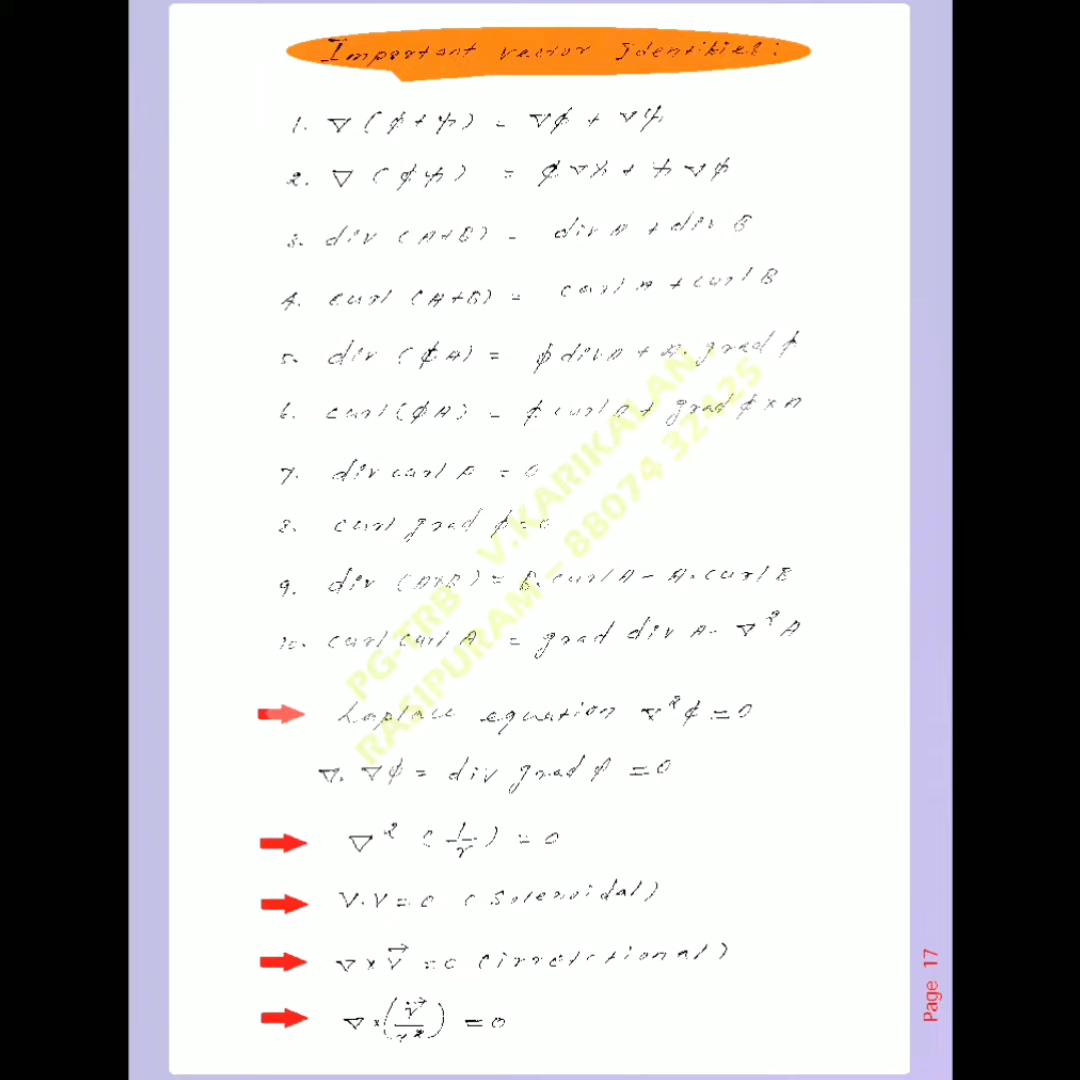 Important vector Identities:
1. ∇ (φ+ψ) = ∇φ + ∇ψ
2. ∇ (φψ) = φ∇ψ + ψ∇φ
3. div (A+B) = div A + div B
4. curl (A+B) = curl A + curl B
5. div (φA) = φ div A + A. grad φ
6. curl (φA) = φ curl A + grad φ × A
7. div curl A = 0
8. curl grad φ = 0
9. div (A×B) = B. curl A - A. curl B
10. curl curl A = grad div A - ∇²A
Laplace equation ∇²φ = 0
∇. ∇φ = div grad φ = 0
∇² (1/r) = 0
∇.V = 0 (Solenoidal)
∇ × V⃗ = 0 (irrotational)
∇ × (r⃗/r²) = 0
PG-TRB V.KARIKALAN
RASIPURAM – 88074 32425
Page 17